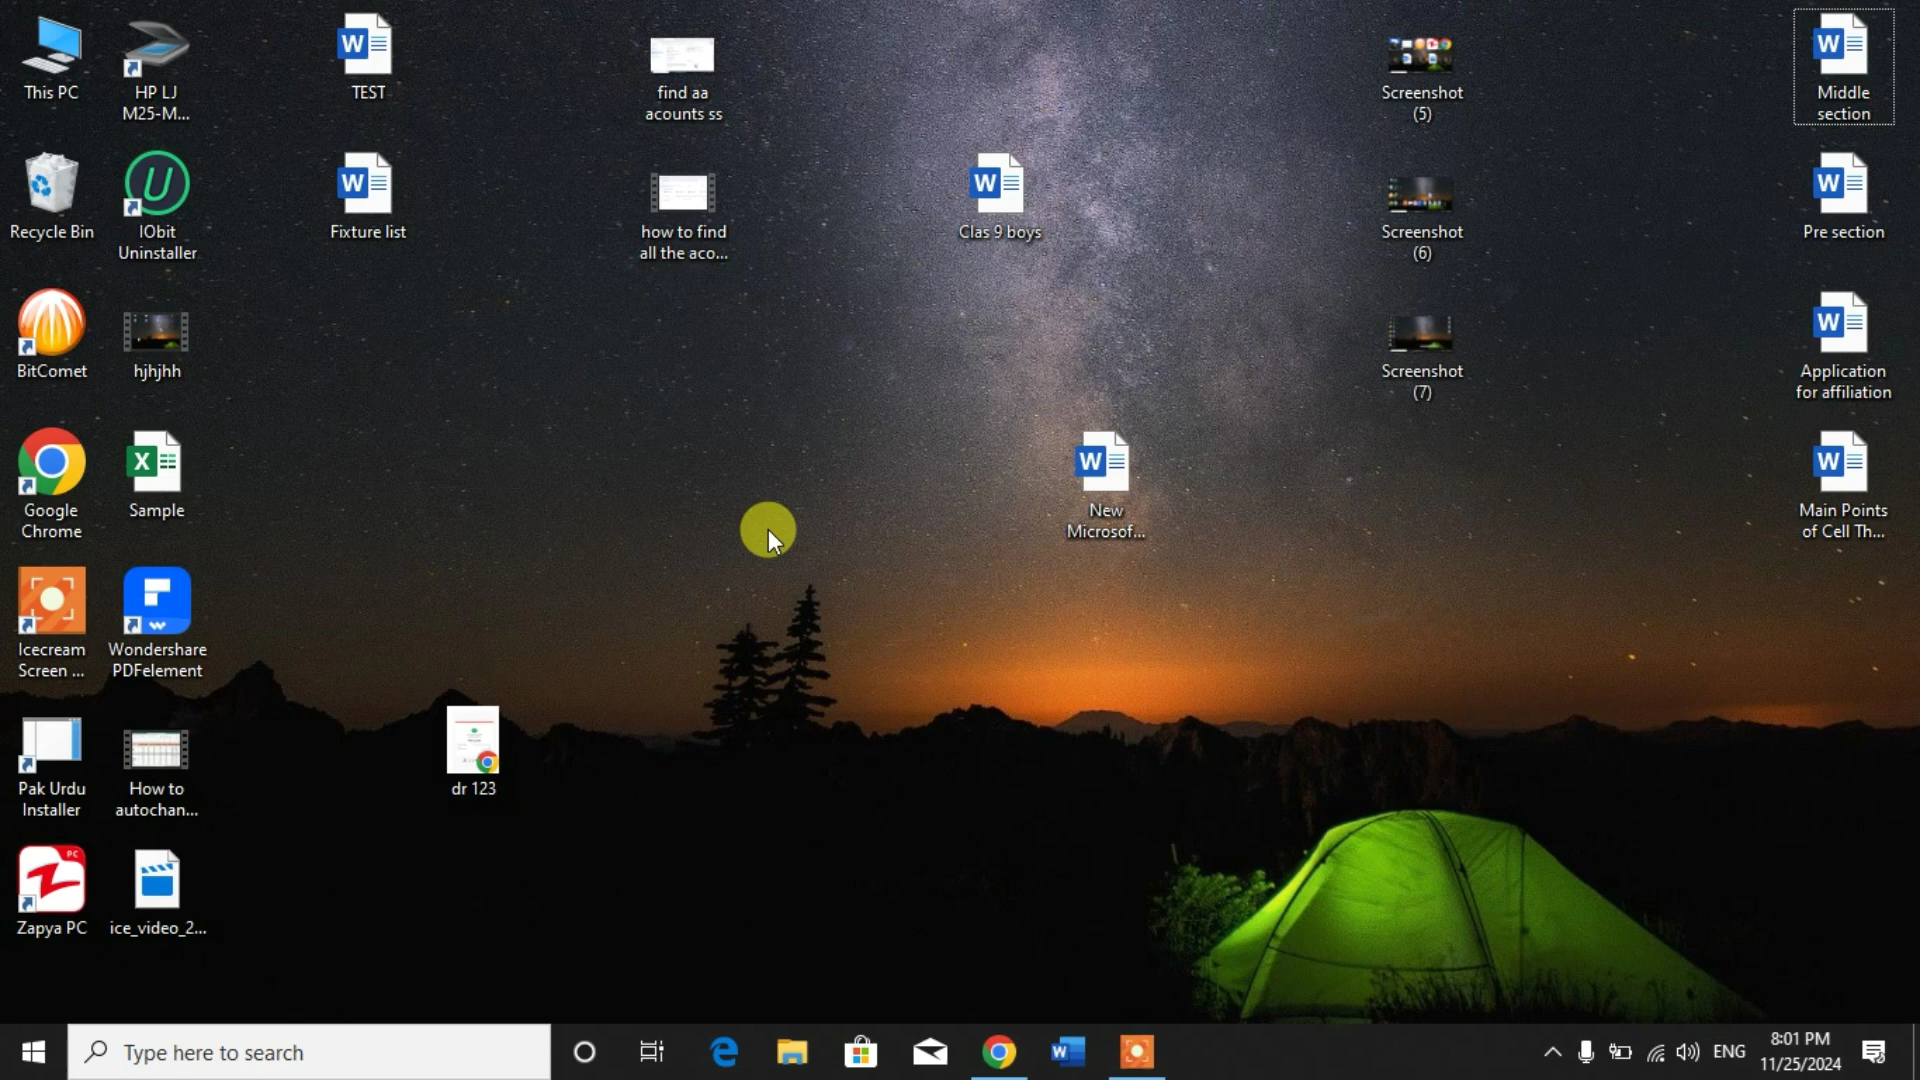 This PC
HP LJ
M25-M...
TEST
find aa
acounts ss
Screenshot
(5)
Middle
section
Recycle Bin
IObit
Uninstaller
Fixture list
how to find
all the aco...
Clas 9 boys
Screenshot
(6)
Pre section
BitComet
hjhjhh
Screenshot
(7)
Application
for affiliation
Google
Chrome
Sample
New
Microsof...
Main Points
of Cell Th...
Icecream
Screen ...
Wondershare
PDFelement
Pak Urdu
Installer
How to
autochan...
dr 123
PC
Zapya PC
ice_video_2...
Type here to search
ENG
8:01 PM
11/25/2024